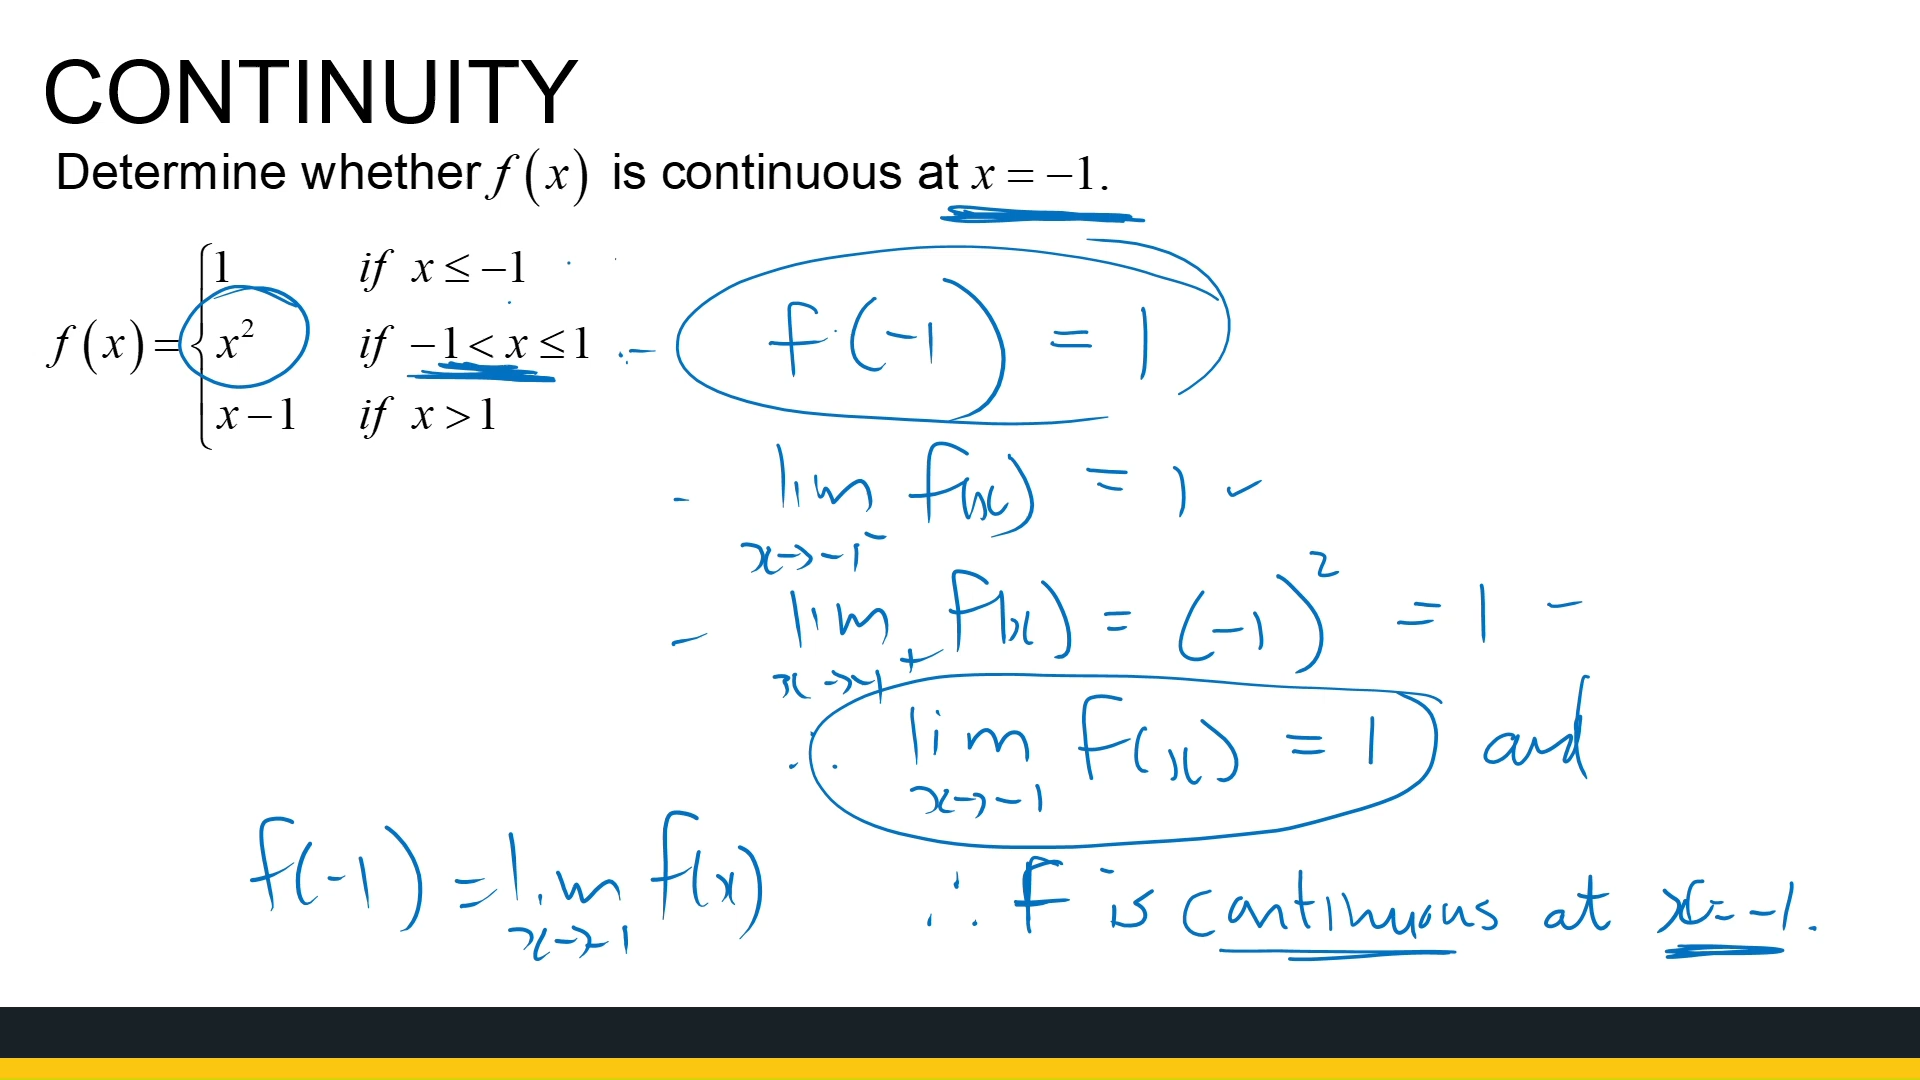 CONTINUITY
Determine whether f(x) is continuous at x = −1.
f(x) = { 1 if x ≤ −1
x² if −1 < x ≤ 1
x − 1 if x > 1
f(-1) = 1
- lim f(x) = 1
x→-1⁻
- lim f(x) = (-1)² = 1
x→-1⁺
∴ lim f(x) = 1 and
x→-1
f(-1) = lim f(x)
x→-1
∴ f is continuous at x = -1.